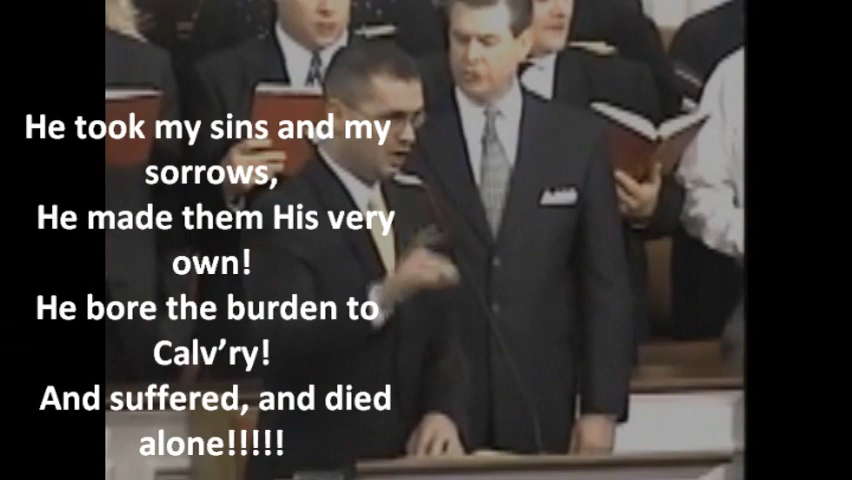 He took my sins and my
sorrows,
He made them His very
own!
He bore the burden to
Calv’ry!
And suffered, and died
alone!!!!!